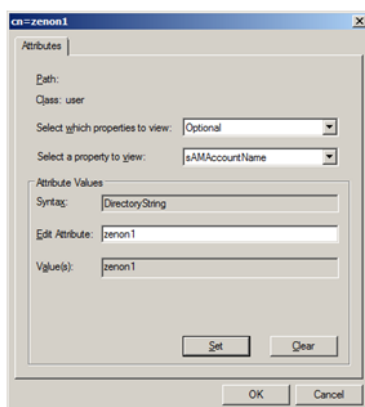 cn=zenon1
Attributes
Path:
Class: user
Select which properties to view: Optional
Select a property to view: sAMAccountName
Attribute Values
Syntax: DirectoryString
Edit Attribute: zenon1
Value(s): zenon1
Set Clear
OK Cancel